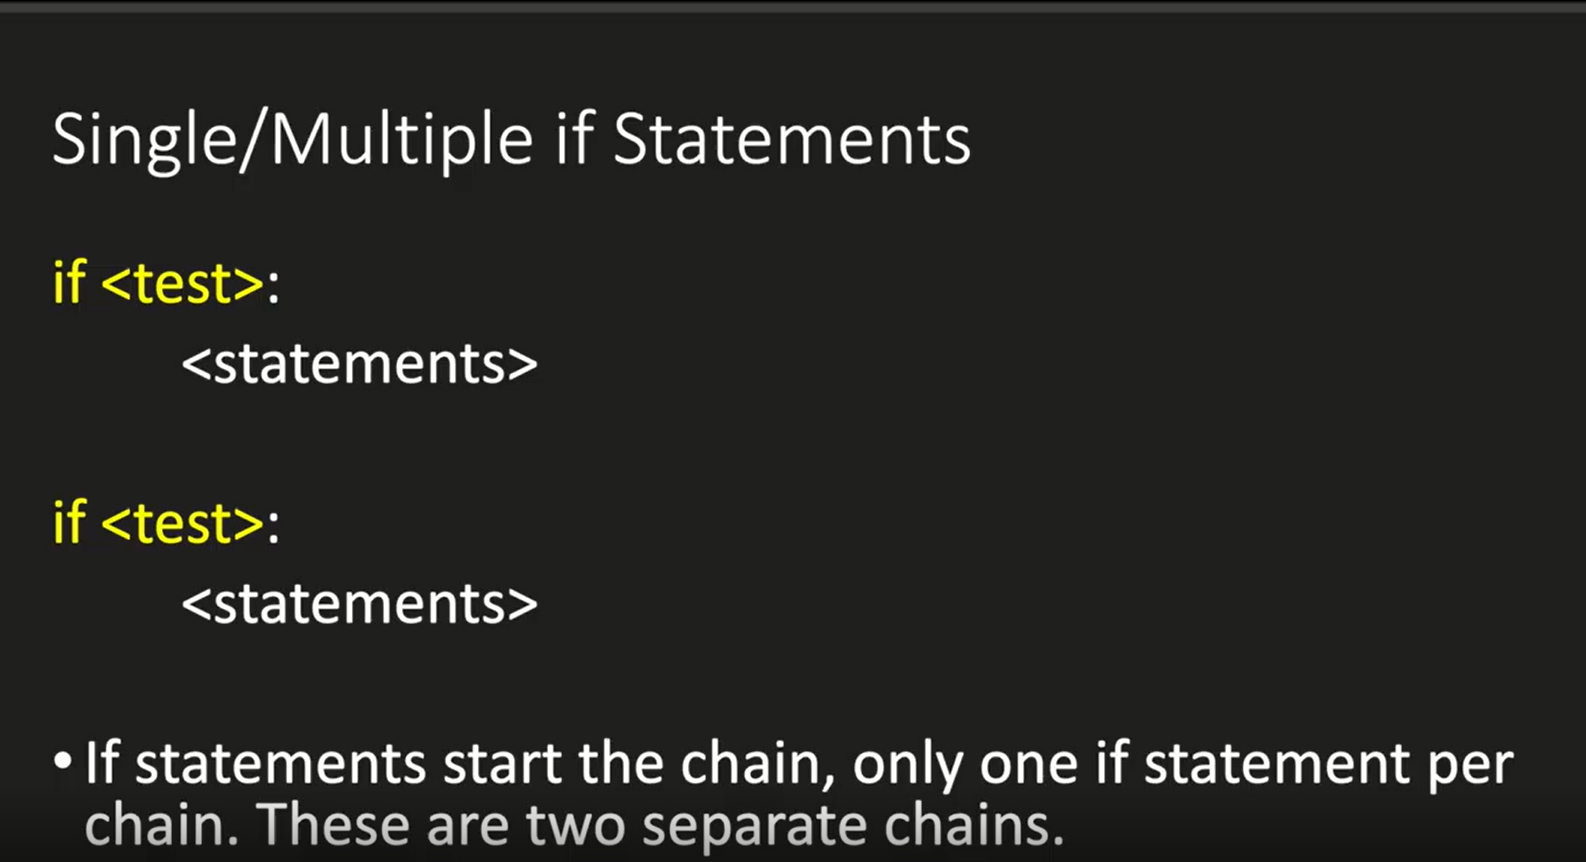 Single/Multiple if Statements
if <test>:
<statements>
if <test>:
<statements>
• If statements start the chain, only one if statement per
chain. These are two separate chains.